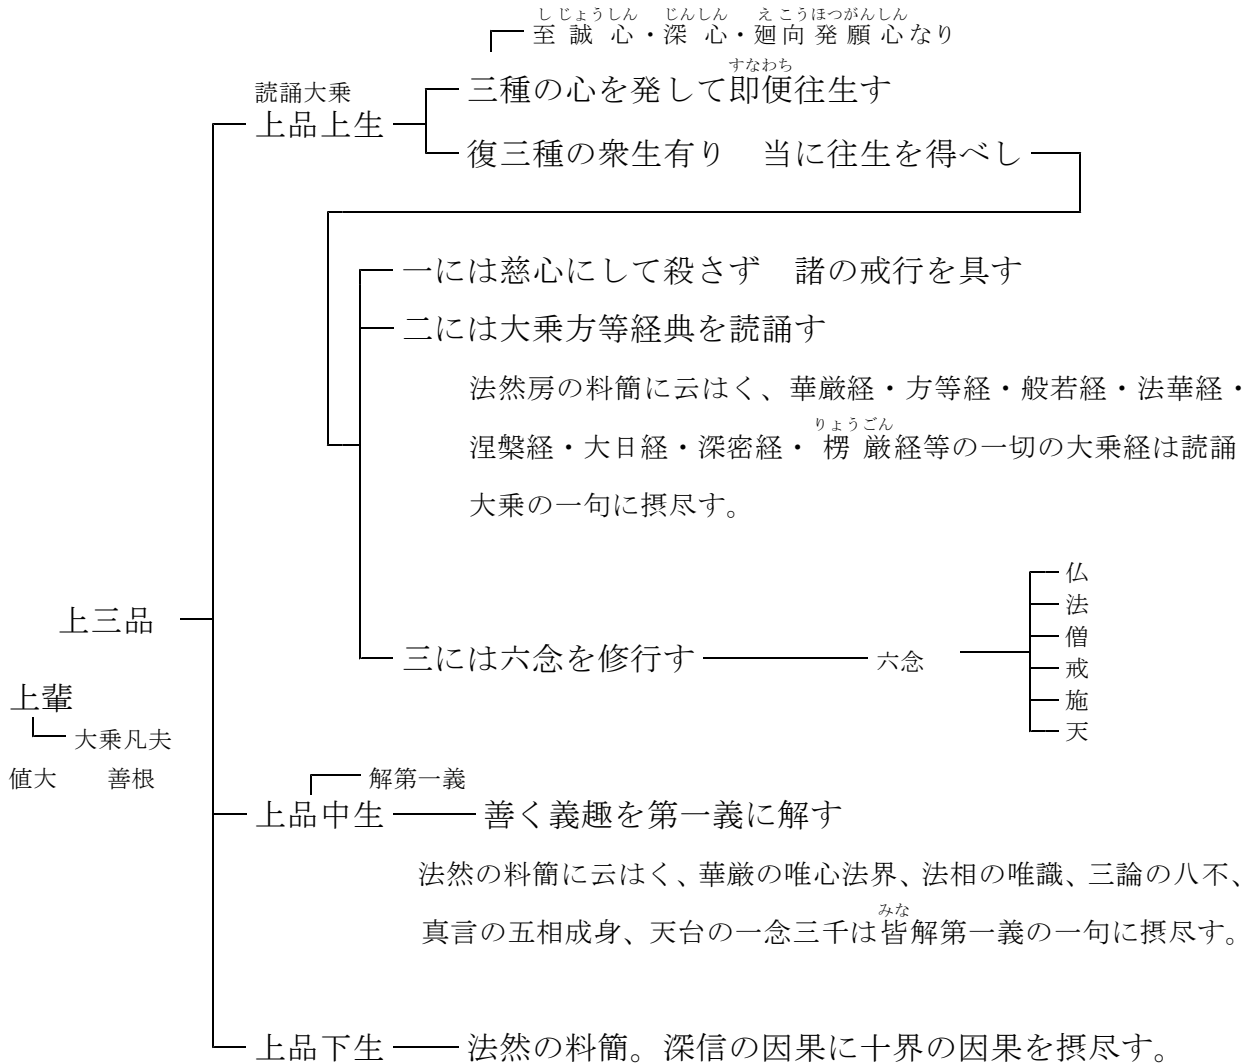 しじょうしん じんしん えこうほつがんしん
至誠心・深心・廻向発願心なり
すなわち
三種の心を発して即便往生す
読誦大乗
上品上生
復三種の衆生有り 当に往生を得べし
一には慈心にして殺さず 諸の戒行を具す
二には大乗方等経典を読誦す
法然房の料簡に云はく、華厳経・方等経・般若経・法華経・
りょうごん
涅槃経・大日経・深密経・楞厳経等の一切の大乗経は読誦
大乗の一句に摂尽す。
上三品
三には六念を修行す
六念
仏
法
僧
戒
施
天
上輩
大乗凡夫
値大 善根
解第一義
上品中生
善く義趣を第一義に解す
法然の料簡に云はく、華厳の唯心法界、法相の唯識、三論の八不、
みな
真言の五相成身、天台の一念三千は皆解第一義の一句に摂尽す。
上品下生
法然の料簡。深信の因果に十界の因果を摂尽す。